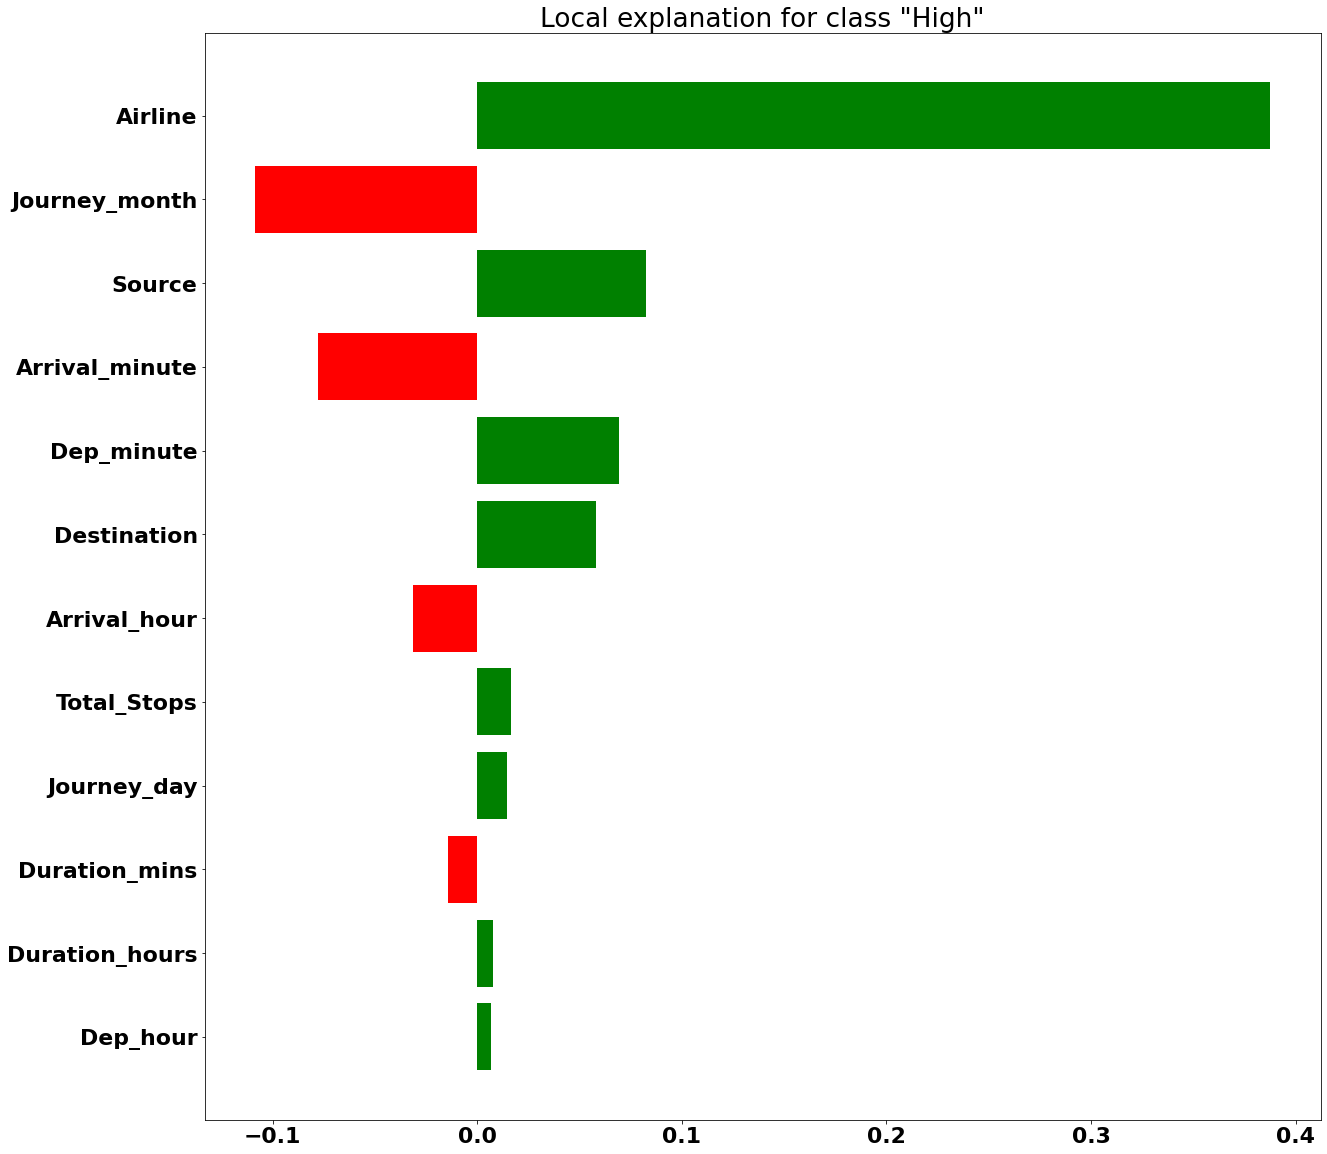 Local explanation for class "High"
Airline
Journey_month
Source
Arrival_minute
Dep_minute
Destination
Arrival_hour
Total_Stops
Journey_day
Duration_mins
Duration_hours
Dep_hour
−0.1 0.0 0.1 0.2 0.3 0.4